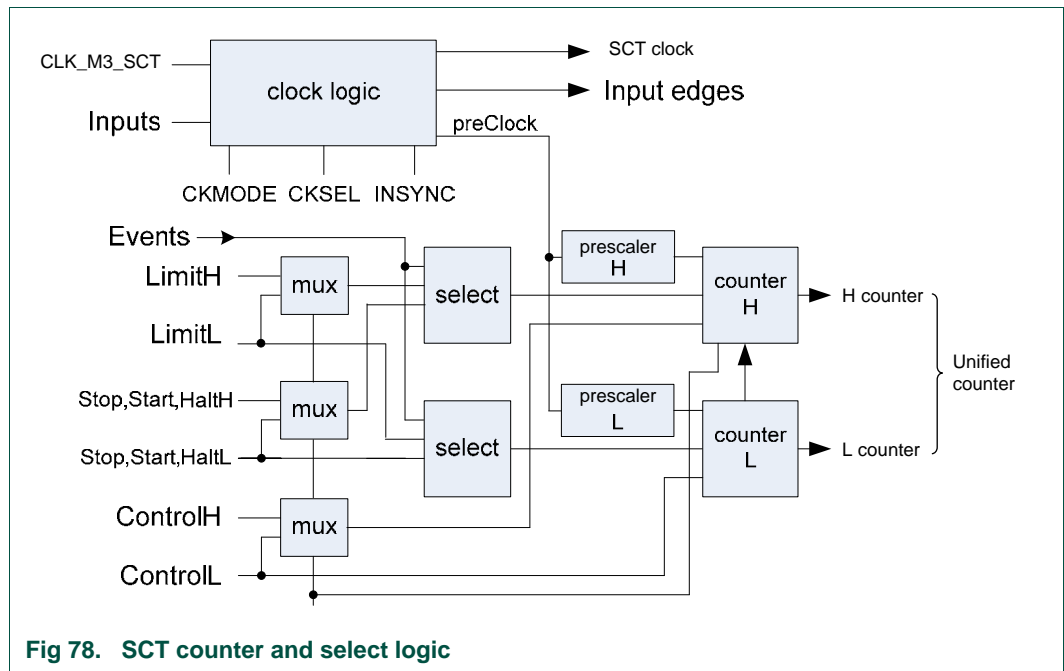 CLK_M3_SCT
Inputs
clock logic
SCT clock
Input edges
preClock
CKMODE CKSEL INSYNC
Events
LimitH
LimitL
Stop,Start,HaltH
Stop,Start,HaltL
ControlH
ControlL
mux
mux
mux
select
select
prescaler
H
prescaler
L
counter
H
counter
L
H counter
L counter
Unified
counter
Fig 78. SCT counter and select logic